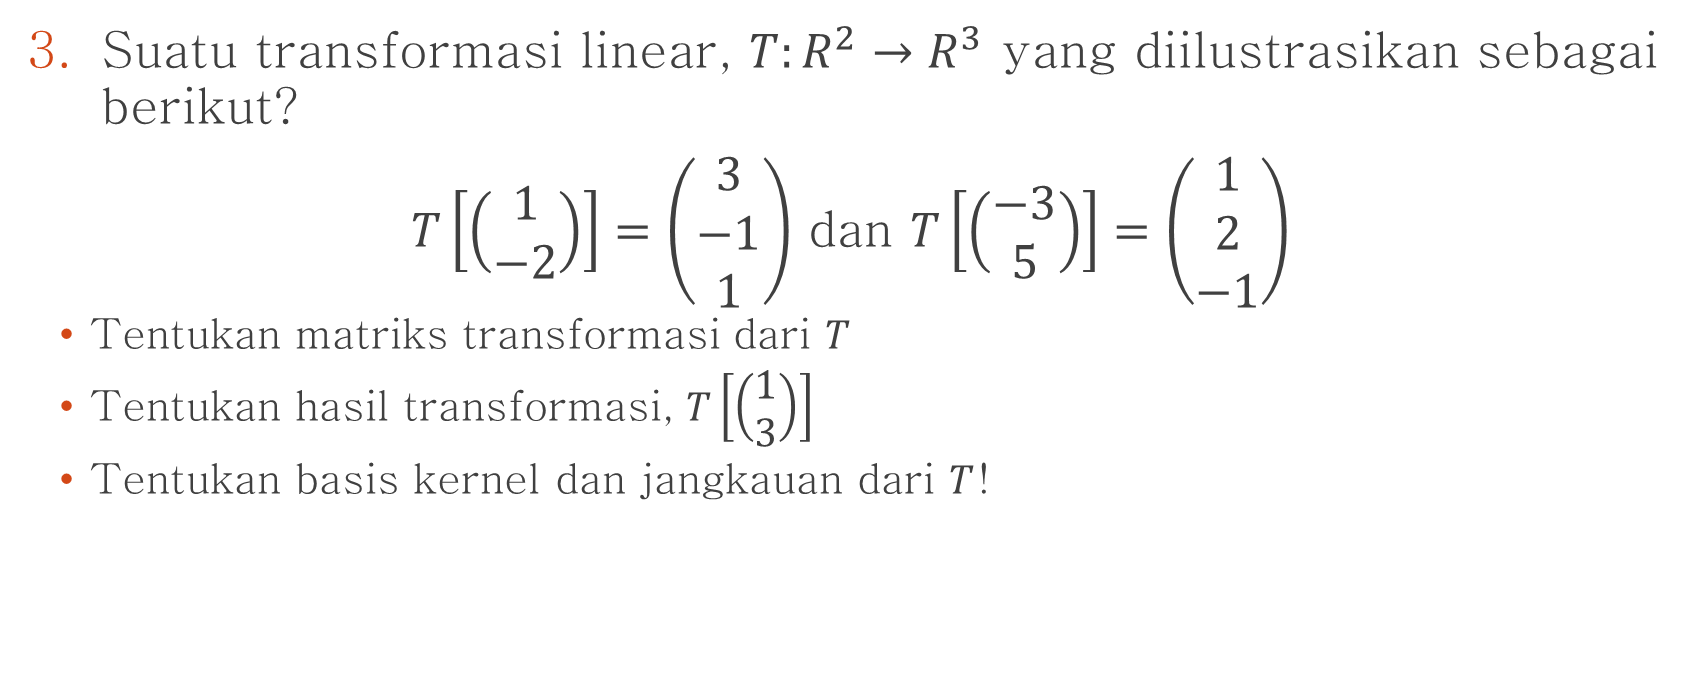 3. Suatu transformasi linear, T: R² → R³ yang diilustrasikan sebagai
berikut?
T[(1 −2)] = (3 −1 1) dan T[(−3 5)] = (1 2 −1)
• Tentukan matriks transformasi dari T
• Tentukan hasil transformasi, T[(1 3)]
• Tentukan basis kernel dan jangkauan dari T!